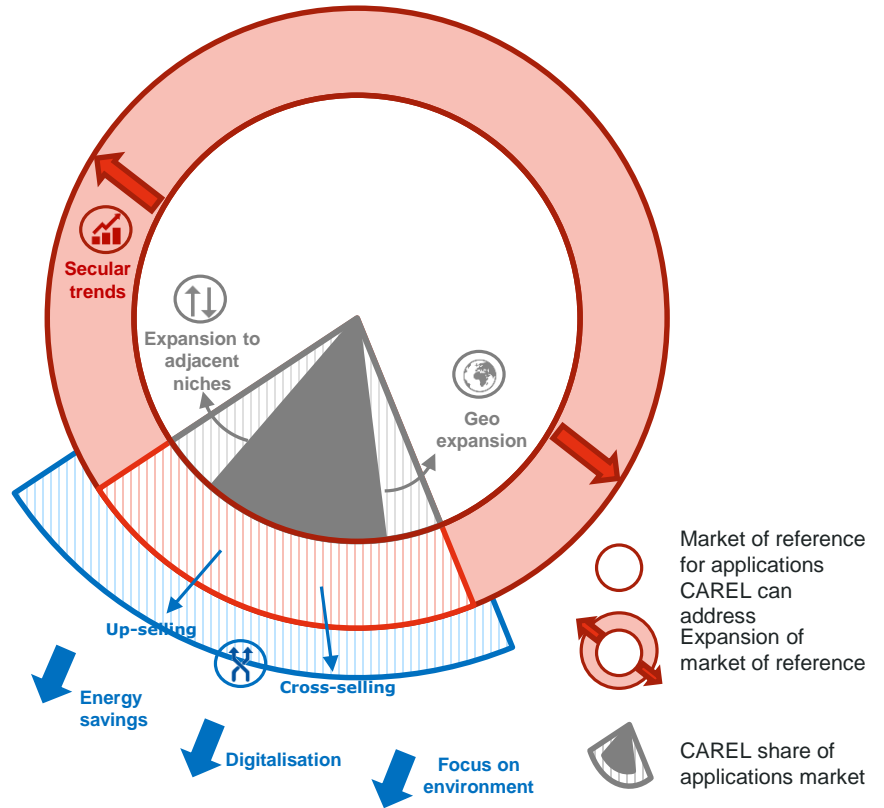 Secular
trends
Expansion to
adjacent
niches
Geo
expansion
Up-selling
Cross-selling
Energy
savings
Digitalisation
Focus on
environment
Market of reference
for applications
CAREL can
address
Expansion of
market of reference
CAREL share of
applications market